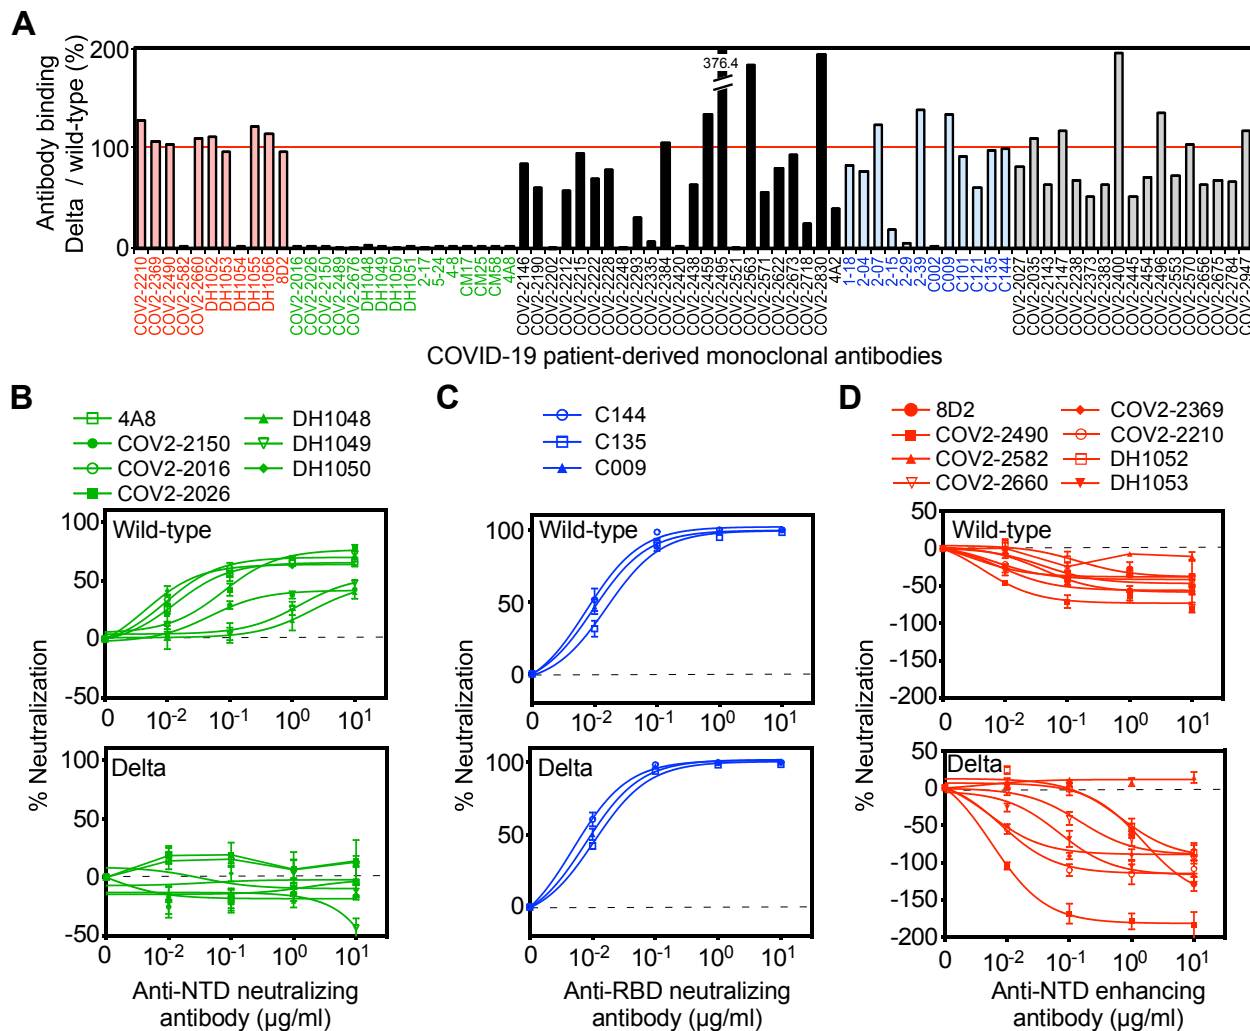 A
Antibody binding
Delta / wild-type (%)
200
100
0
376.4
COV2-2210
COV2-2369
COV2-2490
COV2-2582
COV2-2660
DH1052
DH1053
DH1054
DH1055
DH1056
8D2
COV2-2016
COV2-2026
COV2-2150
COV2-2489
COV2-2676
DH1048
DH1049
DH1050
DH1051
2-17
5-24
4-8
CM17
CM25
CM58
4A8
COV2-2146
COV2-2190
COV2-2202
COV2-2212
COV2-2215
COV2-2222
COV2-2228
COV2-2248
COV2-2293
COV2-2335
COV2-2384
COV2-2420
COV2-2438
COV2-2459
COV2-2495
COV2-2521
COV2-2563
COV2-2571
COV2-2622
COV2-2673
COV2-2718
COV2-2830
4A2
1-18
2-04
2-07
2-15
2-29
2-39
C002
C009
C101
C121
C135
C144
COV2-2027
COV2-2035
COV2-2143
COV2-2147
COV2-2238
COV2-2373
COV2-2383
COV2-2400
COV2-2445
COV2-2454
COV2-2496
COV2-2553
COV2-2570
COV2-2656
COV2-2675
COV2-2784
COV2-2947
COVID-19 patient-derived monoclonal antibodies
B
4A8
COV2-2150
COV2-2016
COV2-2026
DH1048
DH1049
DH1050
% Neutralization
Wild-type
100
50
0
-50
0 10-2 10-1 100 101
Delta
100
50
0
-50
0 10-2 10-1 100 101
Anti-NTD neutralizing
antibody (µg/ml)
C
C144
C135
C009
% Neutralization
Wild-type
100
50
0
0 10-2 10-1 100 101
Delta
100
50
0
0 10-2 10-1 100 101
Anti-RBD neutralizing
antibody (µg/ml)
D
8D2
COV2-2490
COV2-2582
COV2-2660
COV2-2369
COV2-2210
DH1052
DH1053
% Neutralization
Wild-type
50
0
-50
-100
-150
-200
0 10-2 10-1 100 101
Delta
50
0
-50
-100
-150
-200
0 10-2 10-1 100 101
Anti-NTD enhancing
antibody (µg/ml)